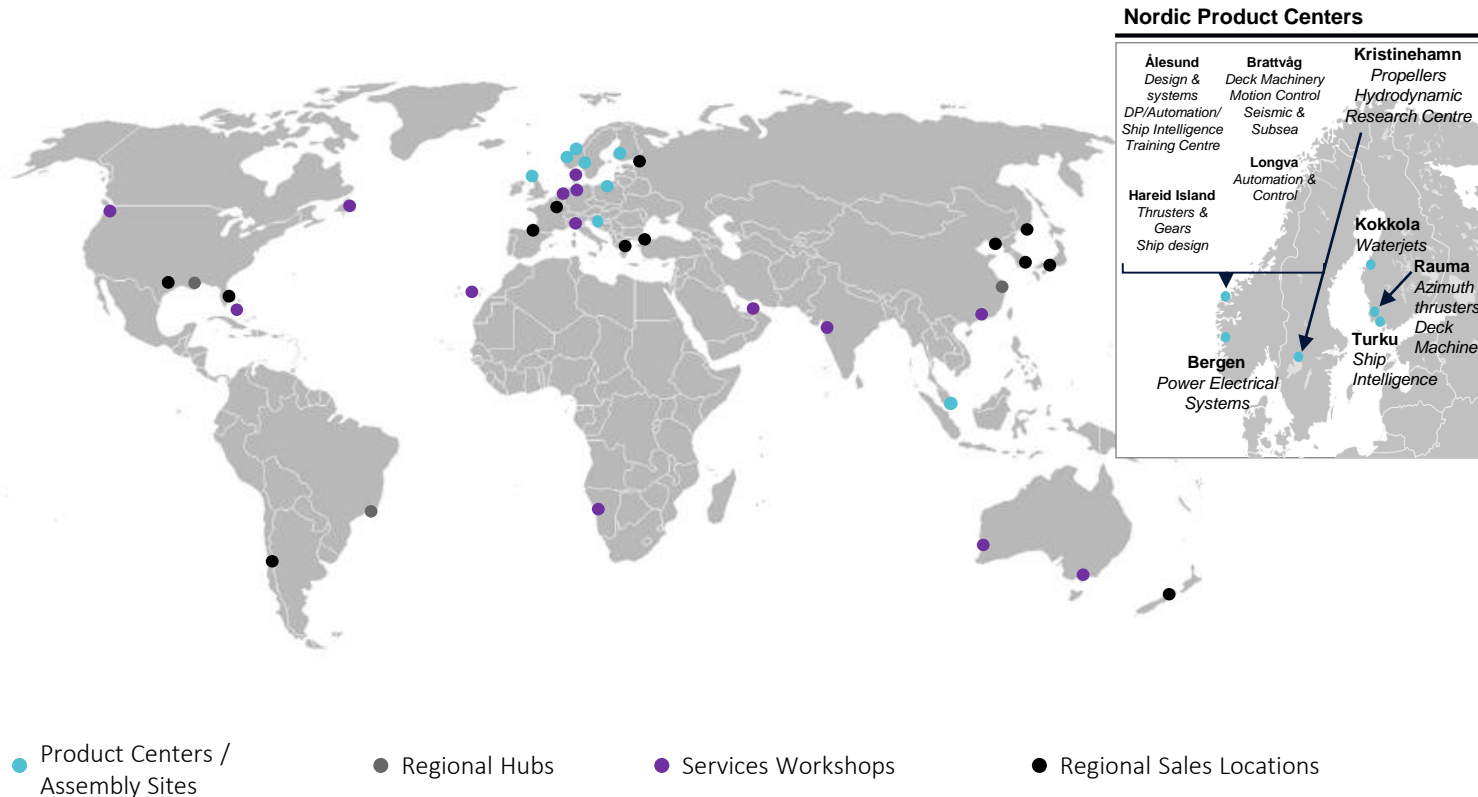 Nordic Product Centers
Ålesund
Design &
systems
DP/Automation/
Ship Intelligence
Training Centre
Brattvåg
Deck Machinery
Motion Control
Seismic &
Subsea
Kristinehamn
Propellers
Hydrodynamic
Research Centre
Longva
Automation &
Control
Hareid Island
Thrusters &
Gears
Ship design
Kokkola
Waterjets
Rauma
Azimuth
thrusters
Deck
Machine
Turku
Ship
Intelligence
Bergen
Power Electrical
Systems
Product Centers /
Assembly Sites
Regional Hubs
Services Workshops
Regional Sales Locations